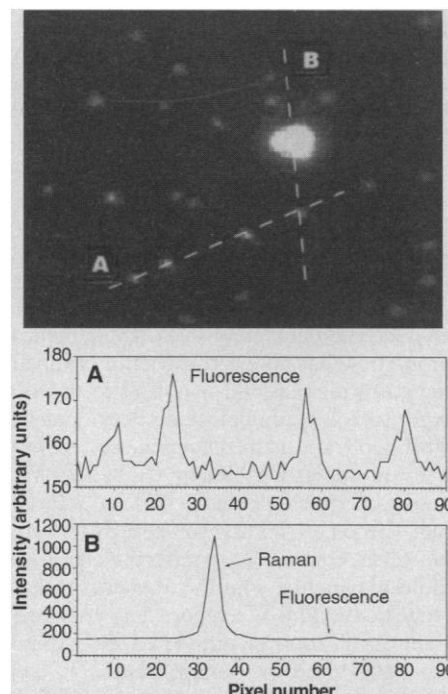 B
A
180
A
Fluorescence
170
160
150
10 20 30 40 50 60 70 80 90
Intensity (arbitrary units)
1200
B
1000
Raman
800
600
Fluorescence
400
200
0
10 20 30 40 50 60 70 80 90
Pixel number